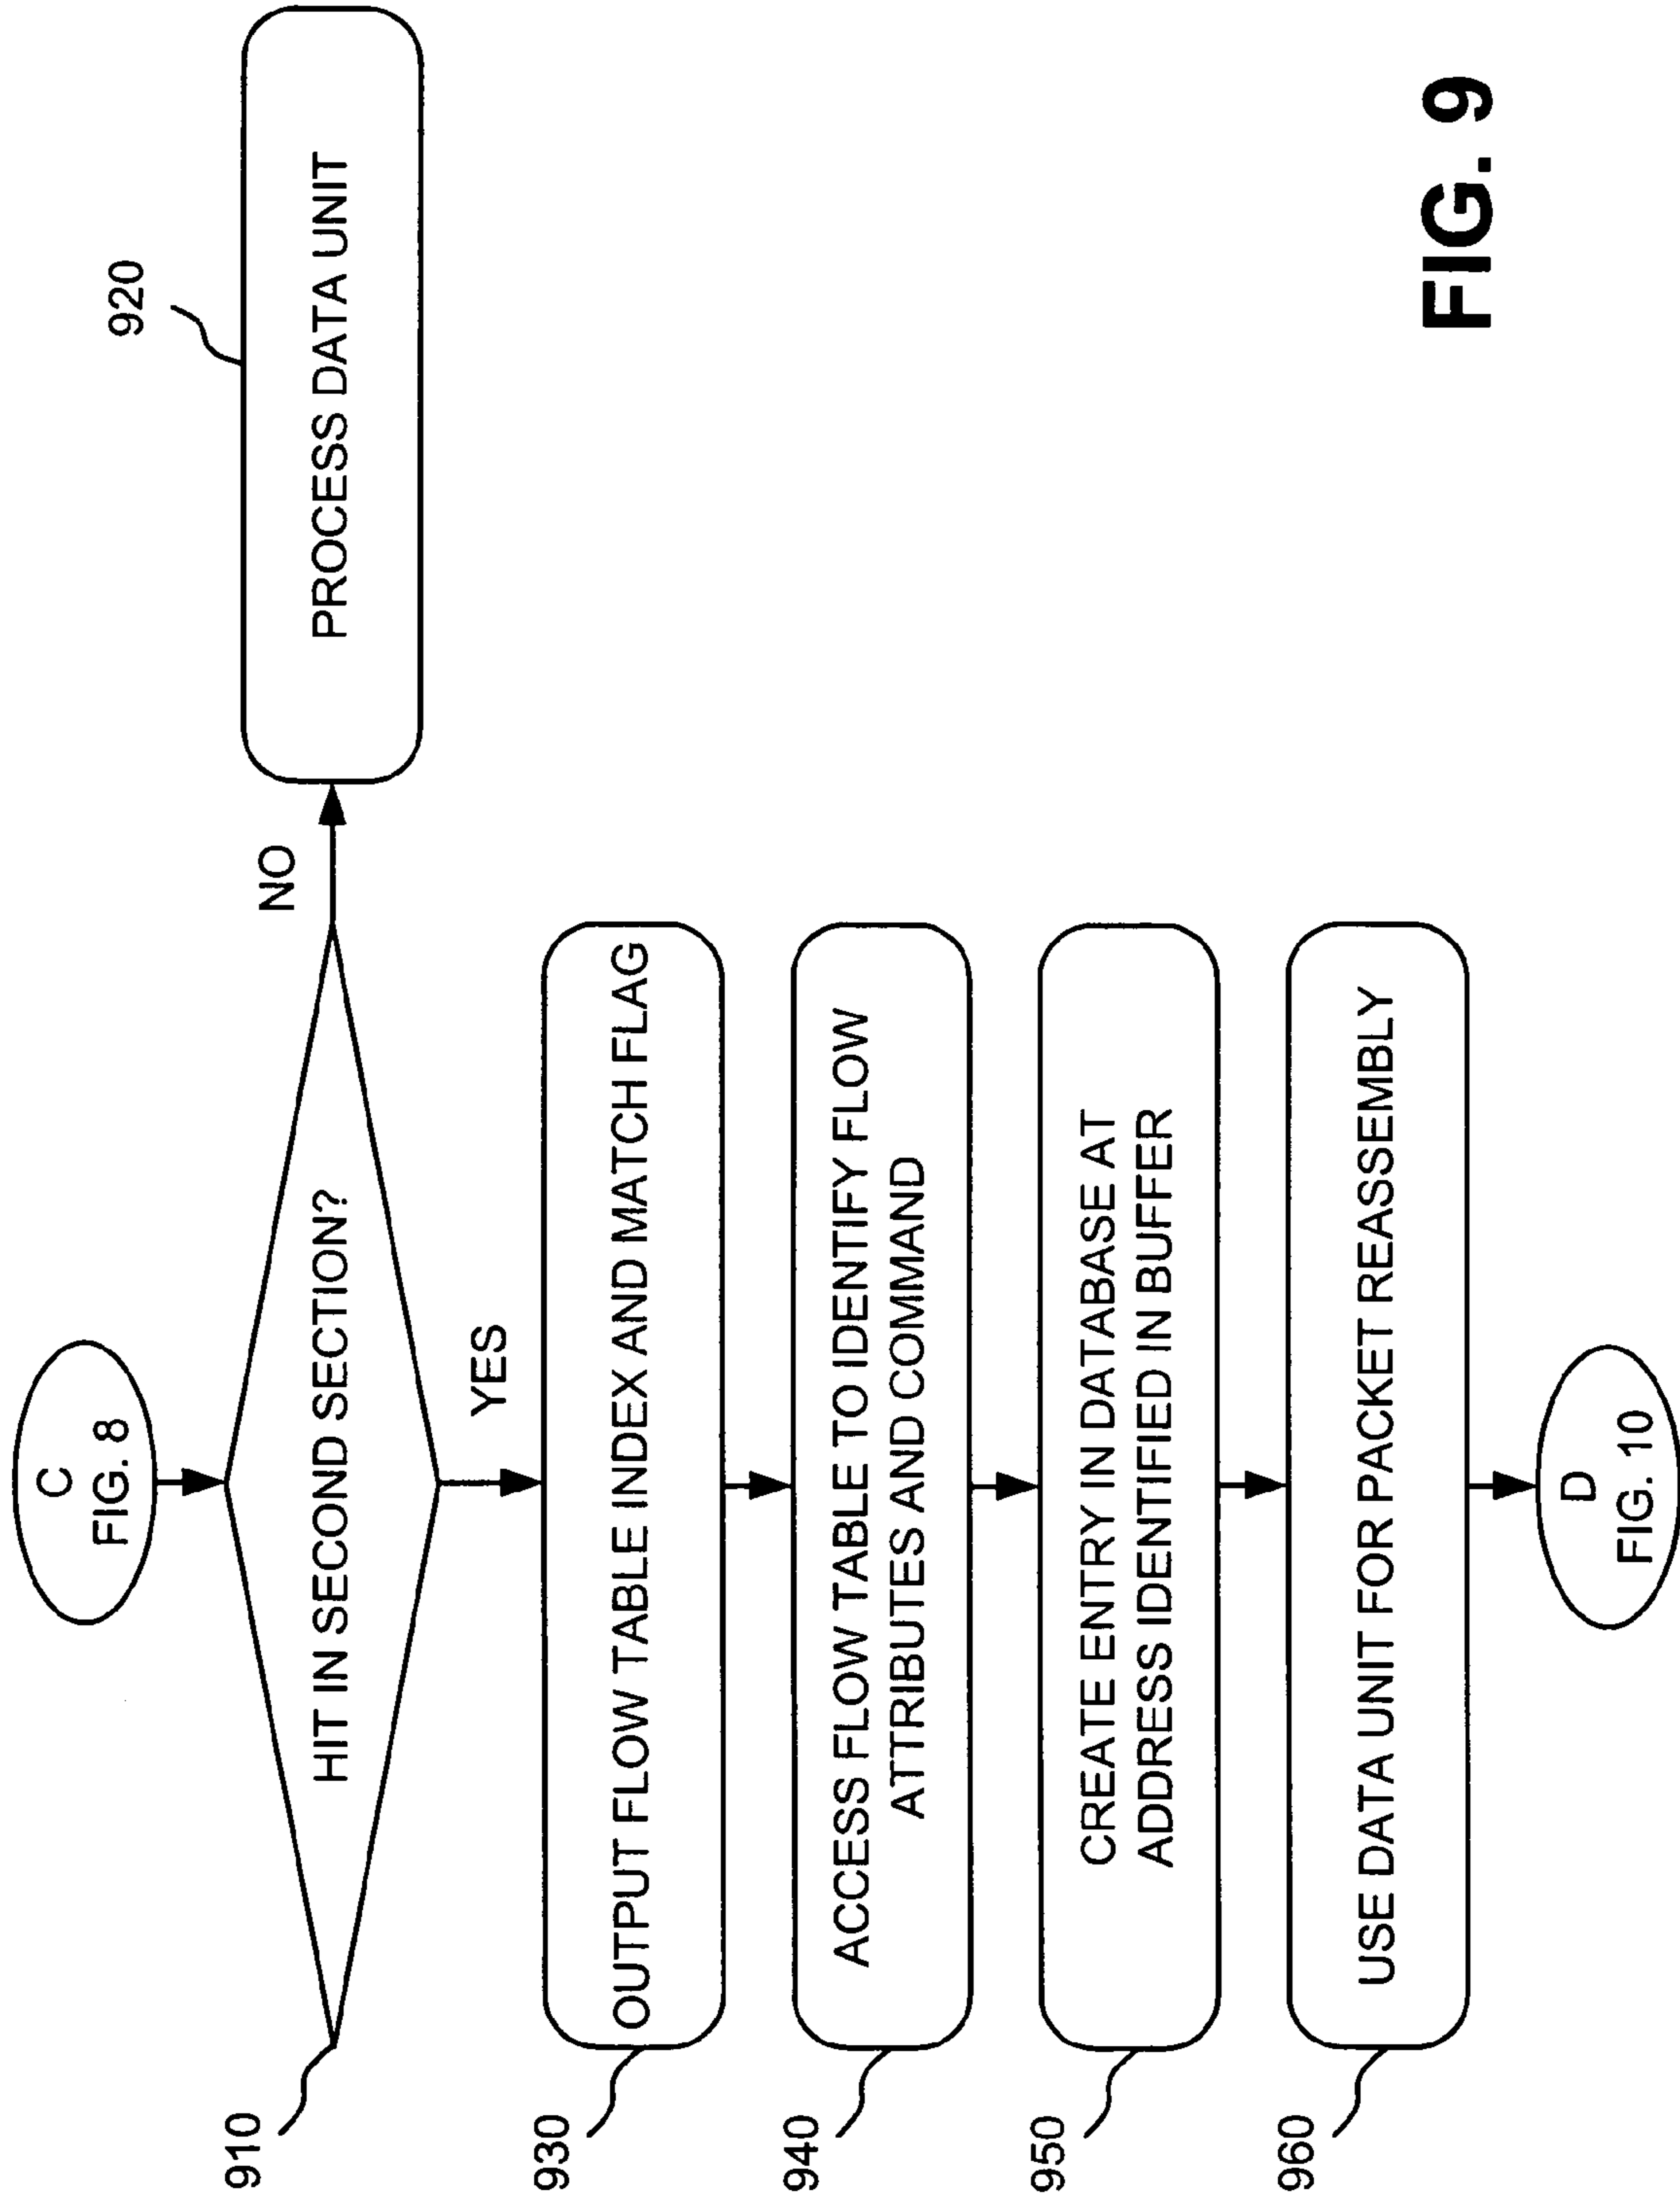 C
FIG. 8
910
HIT IN SECOND SECTION?
NO
920
PROCESS DATA UNIT
YES
930
OUTPUT FLOW TABLE INDEX AND MATCH FLAG
940
ACCESS FLOW TABLE TO IDENTIFY FLOW
ATTRIBUTES AND COMMAND
950
CREATE ENTRY IN DATABASE AT
ADDRESS IDENTIFIED IN BUFFER
960
USE DATA UNIT FOR PACKET REASSEMBLY
D
FIG. 10
FIG. 9